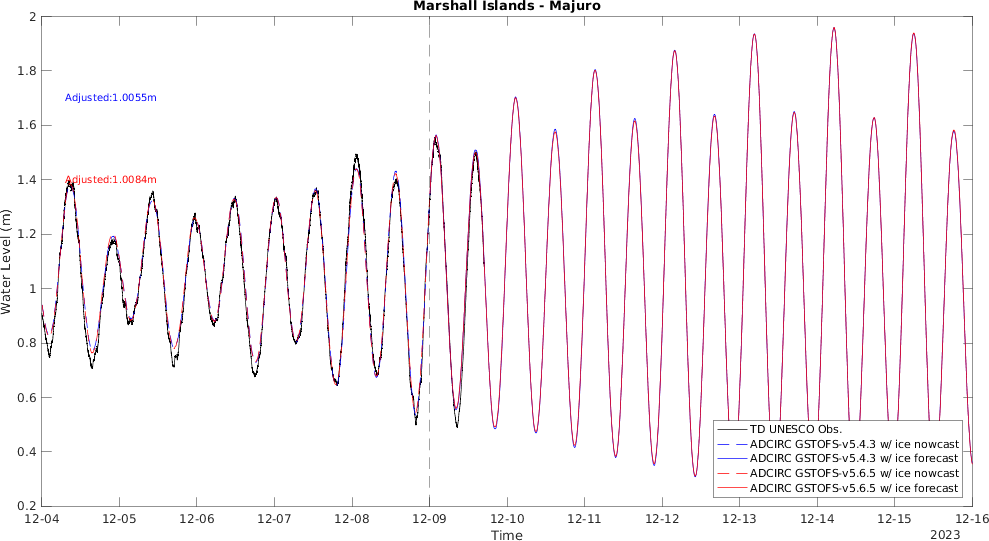 Marshall Islands - Majuro
Water Level (m)
2
1.8
1.6
1.4
1.2
1
0.8
0.6
0.4
0.2
Adjusted:1.0055m
Adjusted:1.0084m
TD UNESCO Obs.
ADCIRC GSTOFS-v5.4.3 w/ ice nowcast
ADCIRC GSTOFS-v5.4.3 w/ ice forecast
ADCIRC GSTOFS-v5.6.5 w/ ice nowcast
ADCIRC GSTOFS-v5.6.5 w/ ice forecast
12-04 12-05 12-06 12-07 12-08 12-09 12-10 12-11 12-12 12-13 12-14 12-15 12-16
Time
2023